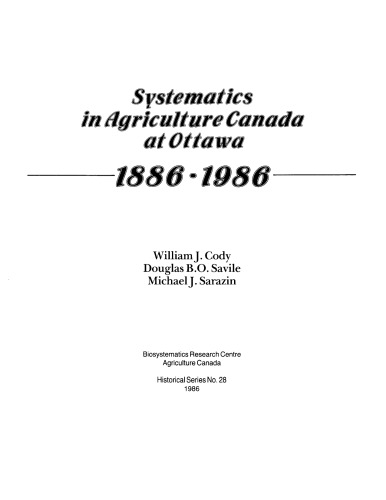 Systematics
in Agriculture Canada
at Ottawa
1886 • 1986
William J. Cody
Douglas B.O. Savile
Michael J. Sarazin
Biosystematics Research Centre
Agriculture Canada
Historical Series No. 28
1986